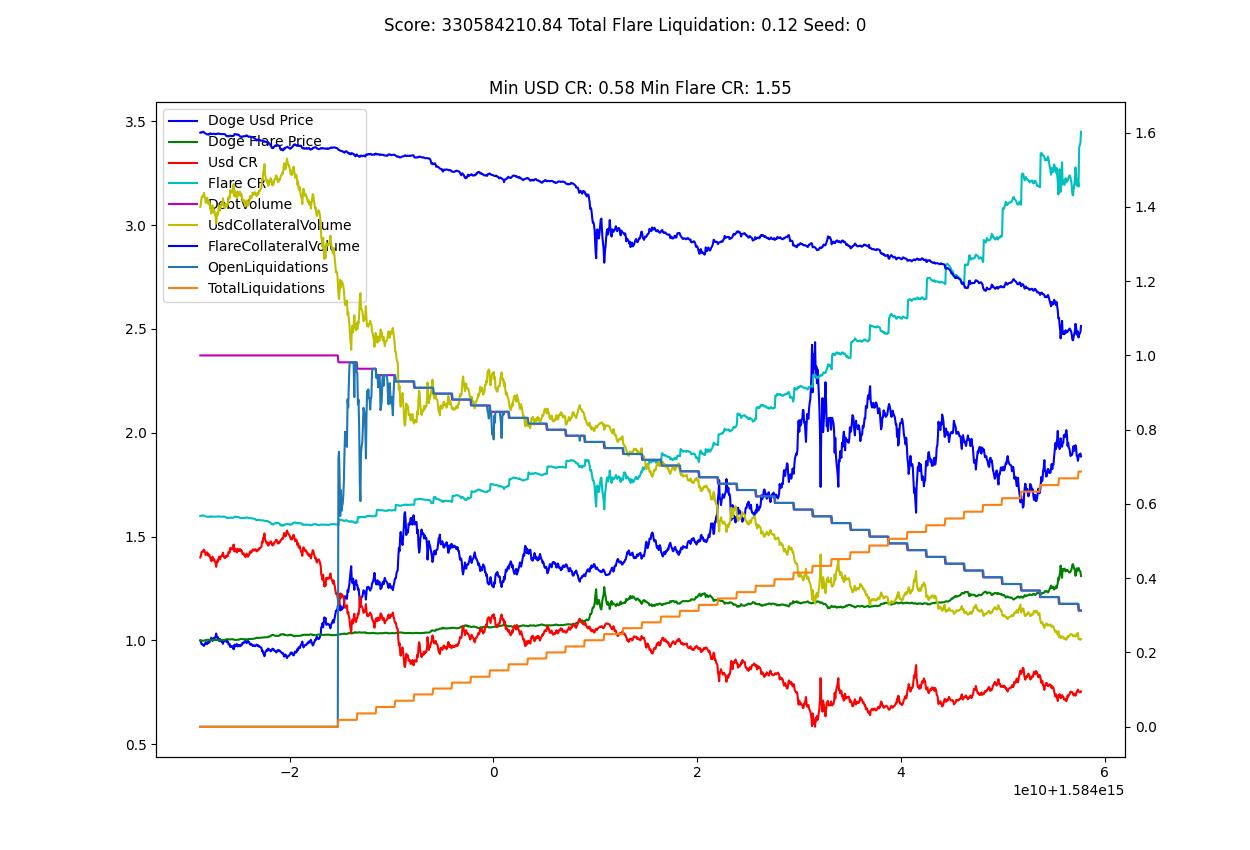 Score: 330584210.84 Total Flare Liquidation: 0.12 Seed: 0
Min USD CR: 0.58 Min Flare CR: 1.55
Doge Usd Price
Doge Flare Price
Usd CR
Flare CR
DebtVolume
UsdCollateralVolume
FlareCollateralVolume
OpenLiquidations
TotalLiquidations
3.5
3.0
2.5
2.0
1.5
1.0
0.5
1.6
1.4
1.2
1.0
0.8
0.6
0.4
0.2
0.0
−2
0
2
4
6
1e10+1.584e15